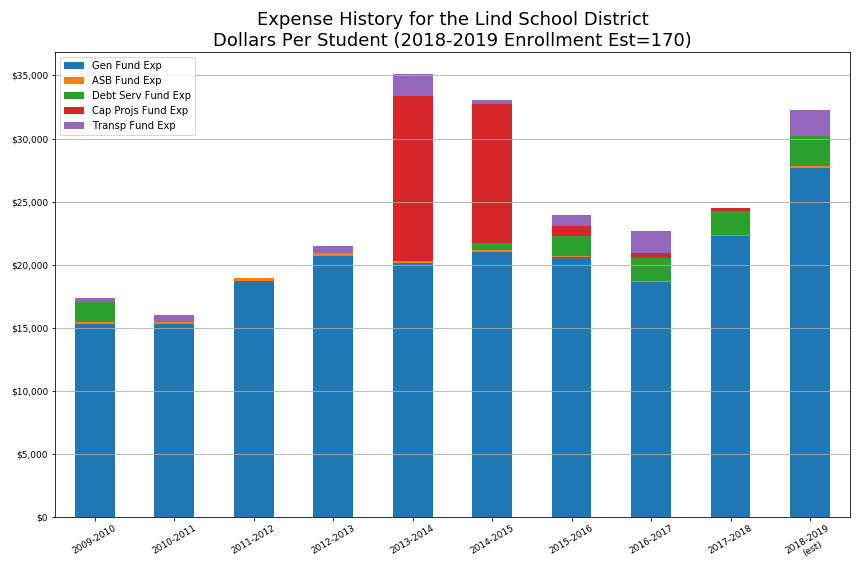 Expense History for the Lind School District
Dollars Per Student (2018-2019 Enrollment Est=170)
Gen Fund Exp
ASB Fund Exp
Debt Serv Fund Exp
Cap Projs Fund Exp
Transp Fund Exp
$35,000
$30,000
$25,000
$20,000
$15,000
$10,000
$5,000
$0
2009-2010
2010-2011
2011-2012
2012-2013
2013-2014
2014-2015
2015-2016
2016-2017
2017-2018
2018-2019
(est)